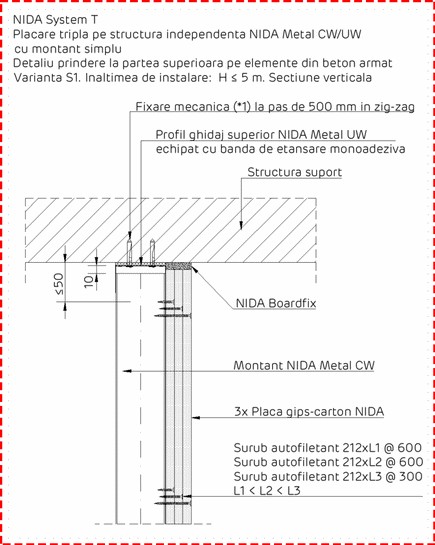 NIDA System T
Placare tripla pe structura independenta NIDA Metal CW/UW
cu montant simplu
Detaliu prindere la partea superioara pe elemente din beton armat
Varianta S1. Inaltimea de instalare: H ≤ 5 m. Sectiune verticala
Fixare mecanica (*1) la pas de 500 mm in zig-zag
Profil ghidaj superior NIDA Metal UW
echipat cu banda de etansare monoadeziva
Structura suport
≤50
10
NIDA Boardfix
Montant NIDA Metal CW
3x Placa gips-carton NIDA
Surub autofiletant 212xL1 @ 600
Surub autofiletant 212xL2 @ 600
Surub autofiletant 212xL3 @ 300
L1 < L2 < L3